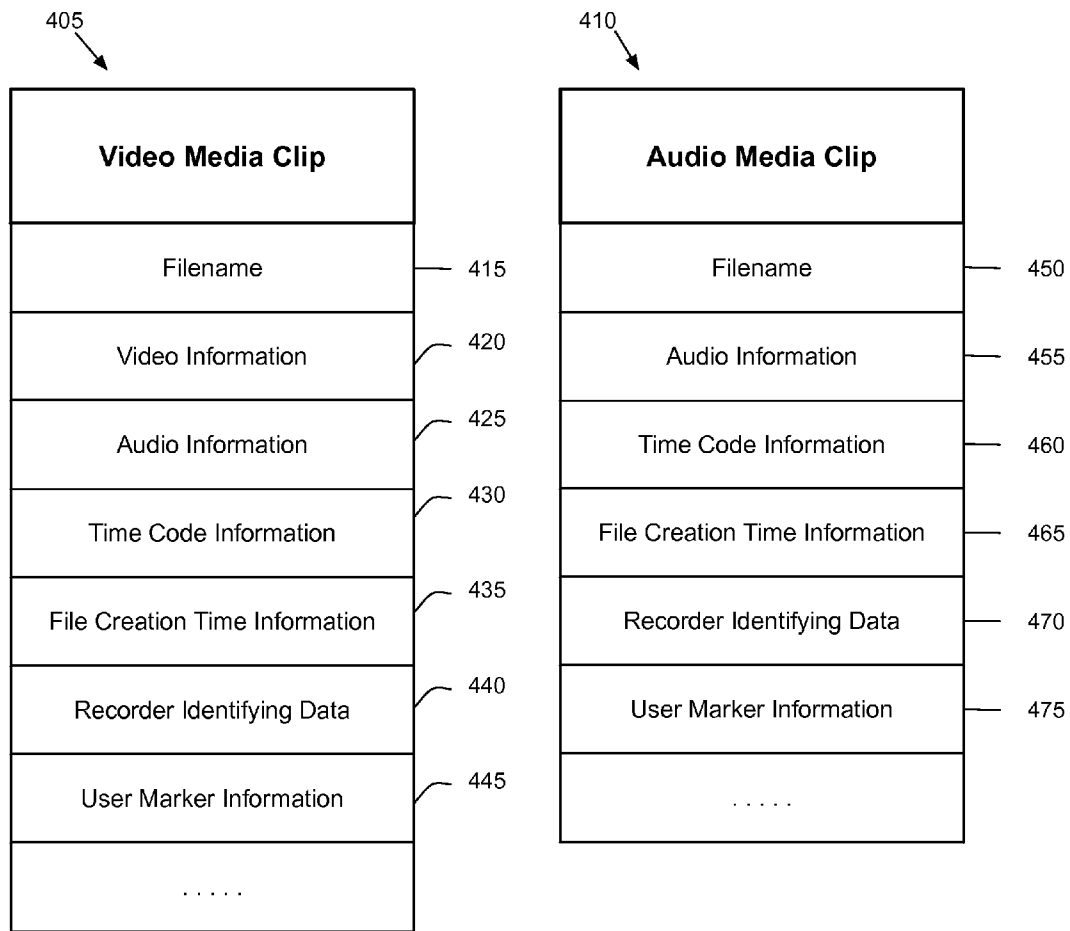 405
Video Media Clip
Filename
415
Video Information
420
Audio Information
425
Time Code Information
430
File Creation Time Information
435
Recorder Identifying Data
440
User Marker Information
445
. . . . .
410
Audio Media Clip
Filename
450
Audio Information
455
Time Code Information
460
File Creation Time Information
465
Recorder Identifying Data
470
User Marker Information
475
. . . . .